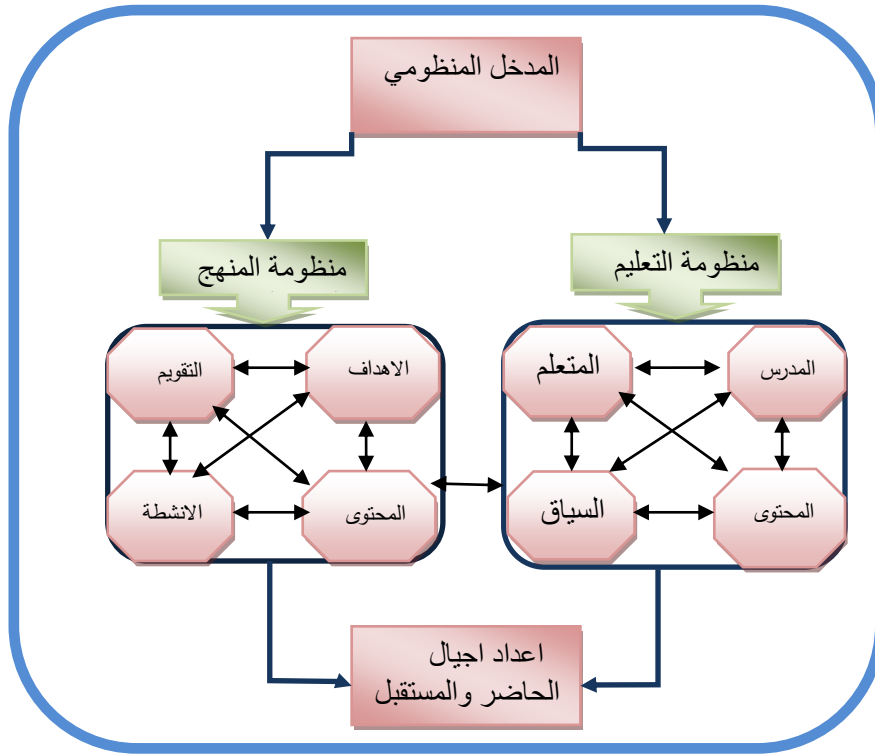 المدخل المنظومي
منظومة التعليم
منظومة المنهج
المدرس
المتعلم
المحتوى
السياق
الاهداف
التقويم
المحتوى
الانشطة
اعداد اجيال
الحاضر والمستقبل